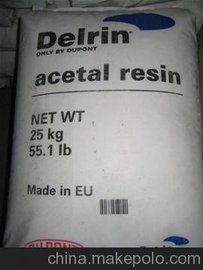 Delrin®
ONLY BY DUPONT
acetal resin
NET WT
25 kg
55.1 lb
Made in EU
china.makepolo.com